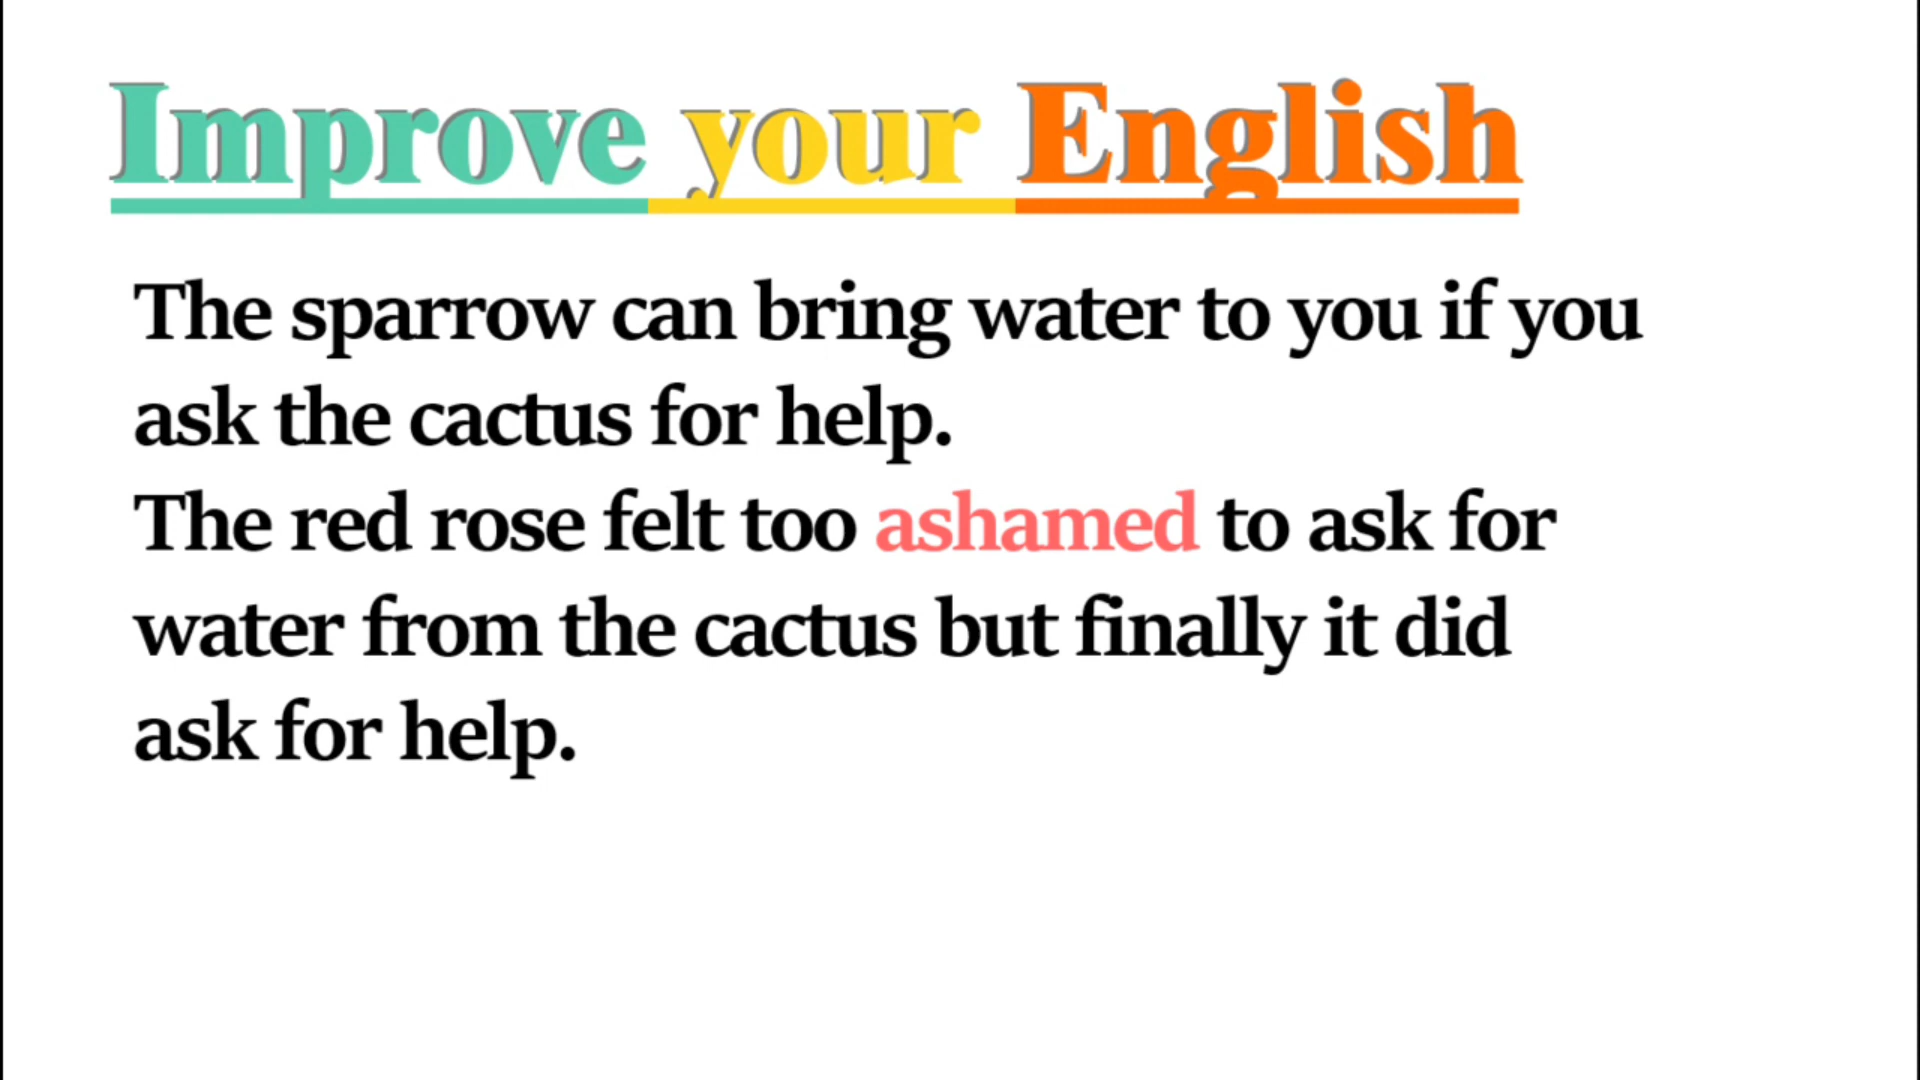 Improve your English
The sparrow can bring water to you if you
ask the cactus for help.
The red rose felt too ashamed to ask for
water from the cactus but finally it did
ask for help.